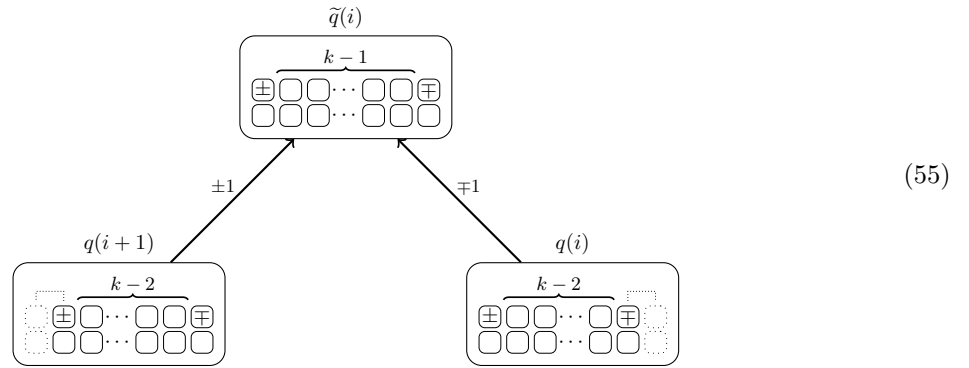 q̃(i)
k − 1
± ··· ∓
···
±1 ∓1
(55)
q(i + 1) q(i)
k − 2 k − 2
± ··· ∓ ± ··· ∓
··· ···